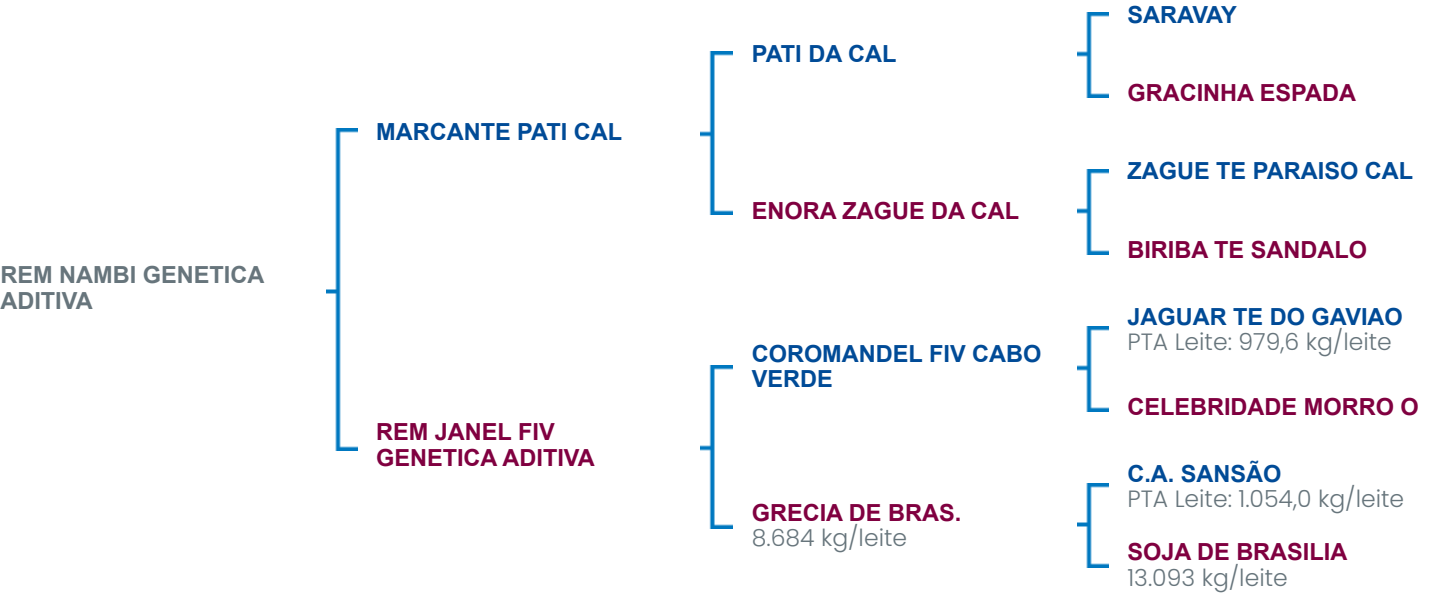 SARAVAY
PATI DA CAL
GRACINHA ESPADA
MARCANTE PATI CAL
ZAGUE TE PARAISO CAL
ENORA ZAGUE DA CAL
BIRIBA TE SANDALO
REM NAMBI GENETICA
ADITIVA
JAGUAR TE DO GAVIAO
PTA Leite: 979,6 kg/leite
COROMANDEL FIV CABO
VERDE
CELEBRIDADE MORRO O
REM JANEL FIV
GENETICA ADITIVA
C.A. SANSÃO
PTA Leite: 1.054,0 kg/leite
GRECIA DE BRAS.
8.684 kg/leite
SOJA DE BRASILIA
13.093 kg/leite